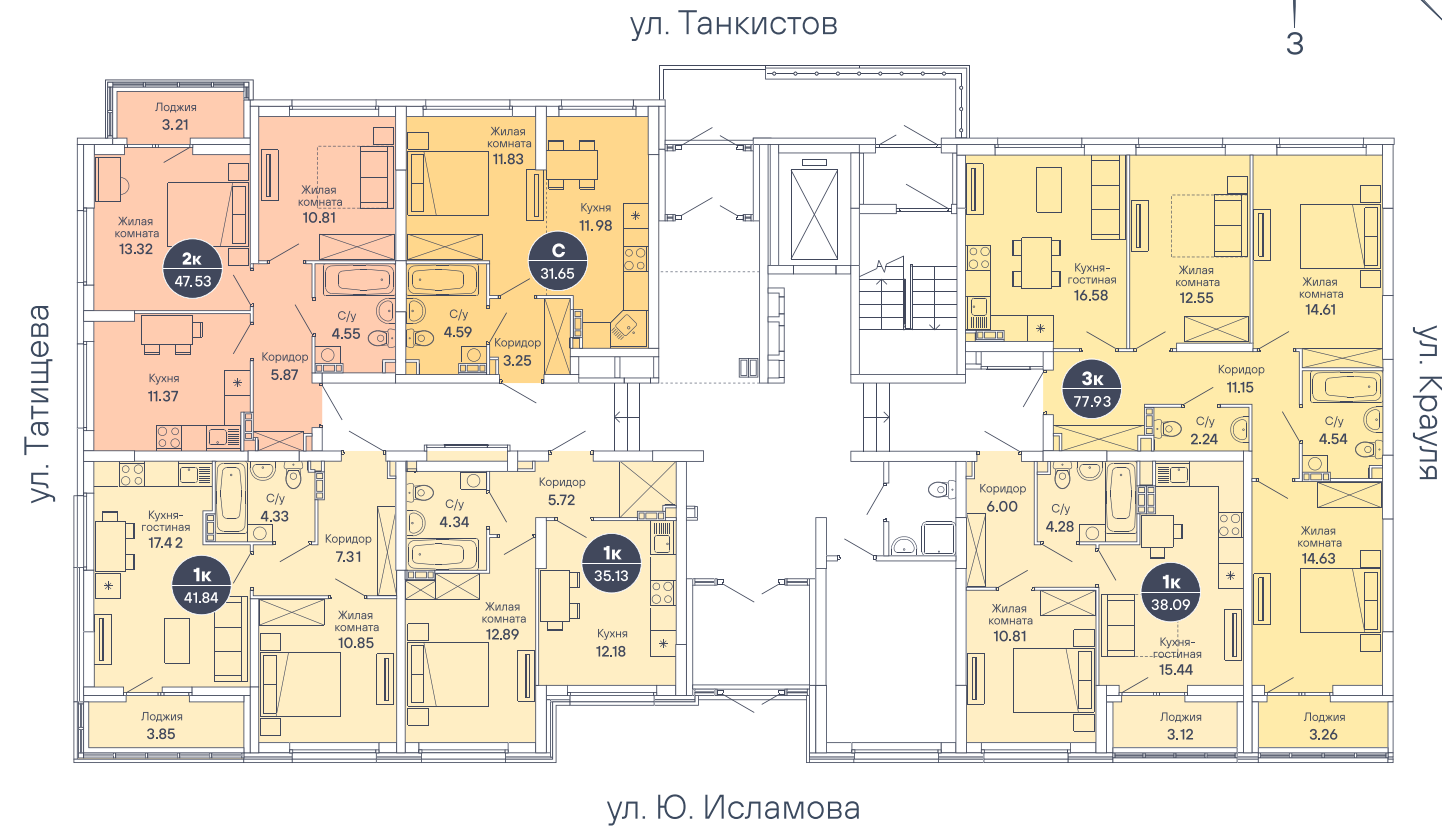 ул. Танкистов
З
Лоджия
3.21
Жилая
комната
13.32
2к
47.53
Жилая
комната
10.81
С/у
4.55
Коридор
5.87
Кухня
11.37
Жилая
комната
11.83
Кухня
11.98
С
31.65
С/у
4.59
Коридор
3.25
Кухня-
гостиная
16.58
Жилая
комната
12.55
Жилая
комната
14.61
3к
77.93
Коридор
11.15
С/у
2.24
С/у
4.54
Жилая
комната
14.63
Лоджия
3.26
ул. Татищева
ул. Крауля
Кухня-
гостиная
17.42
С/у
4.33
Коридор
7.31
1к
41.84
Жилая
комната
10.85
Лоджия
3.85
С/у
4.34
Коридор
5.72
1к
35.13
Жилая
комната
12.89
Кухня
12.18
Коридор
6.00
С/у
4.28
1к
38.09
Жилая
комната
10.81
Кухня-
гостиная
15.44
Лоджия
3.12
ул. Ю. Исламова